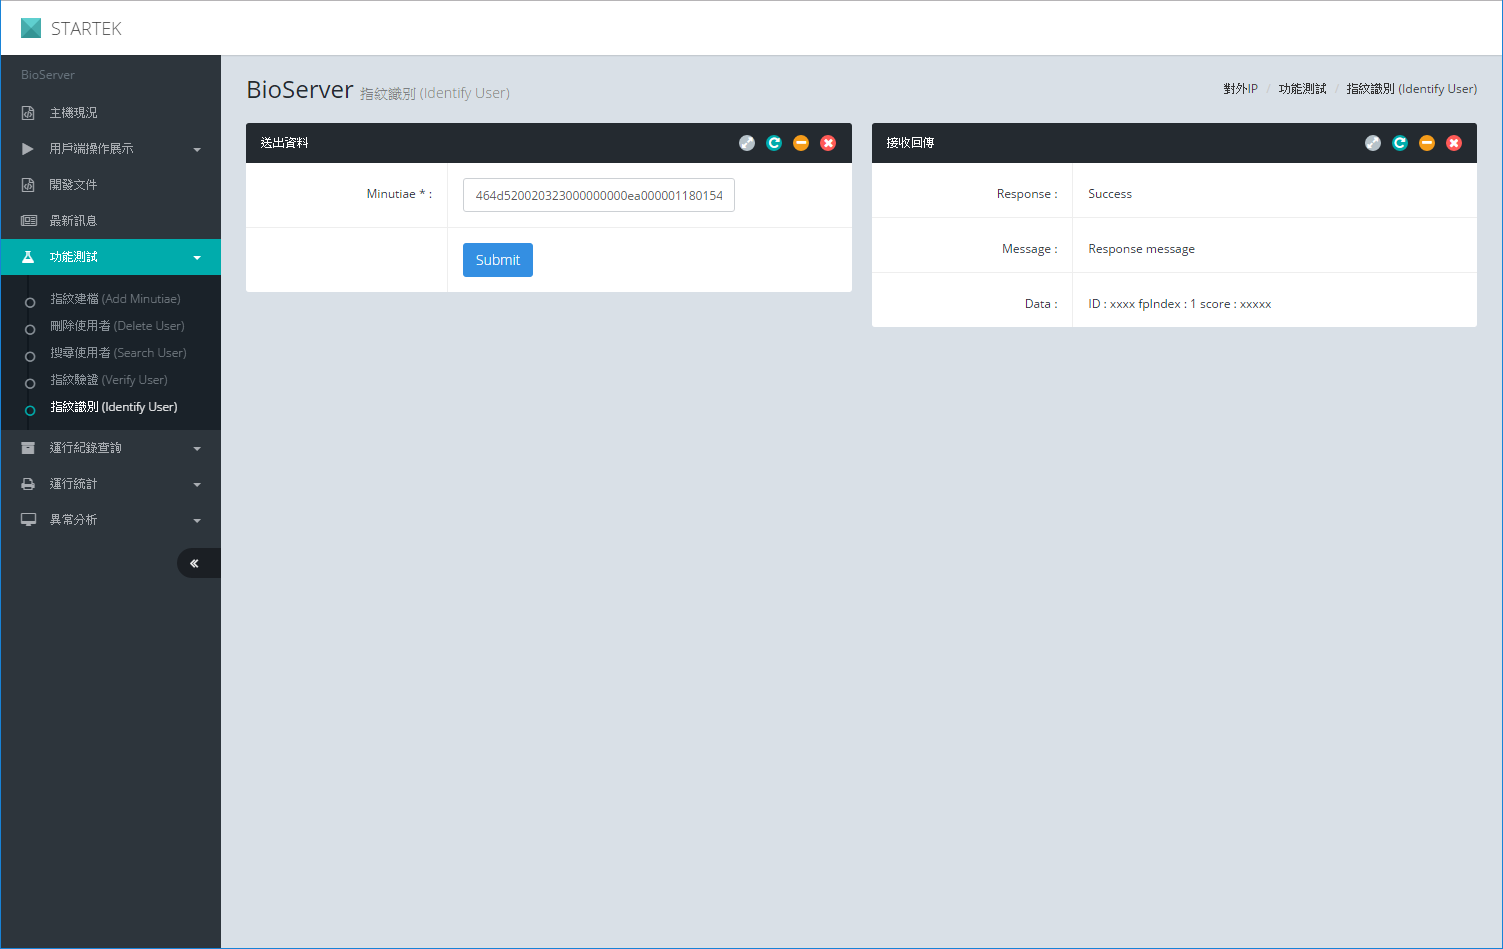 STARTEK
BioServer
主機現況
用戶端操作展示
開發文件
最新訊息
功能測試
指紋建檔 (Add Minutiae)
刪除使用者 (Delete User)
搜尋使用者 (Search User)
指紋驗證 (Verify User)
指紋識別 (Identify User)
運行紀錄查詢
運行統計
異常分析
BioServer 指紋識別 (Identify User)
對外IP / 功能測試 / 指紋識別 (Identify User)
送出資料
Minutiae * :
464d520020323000000000ea000001180154
Submit
接收回傳
Response : Success
Message : Response message
Data : ID : xxxx fpIndex : 1 score : xxxxx